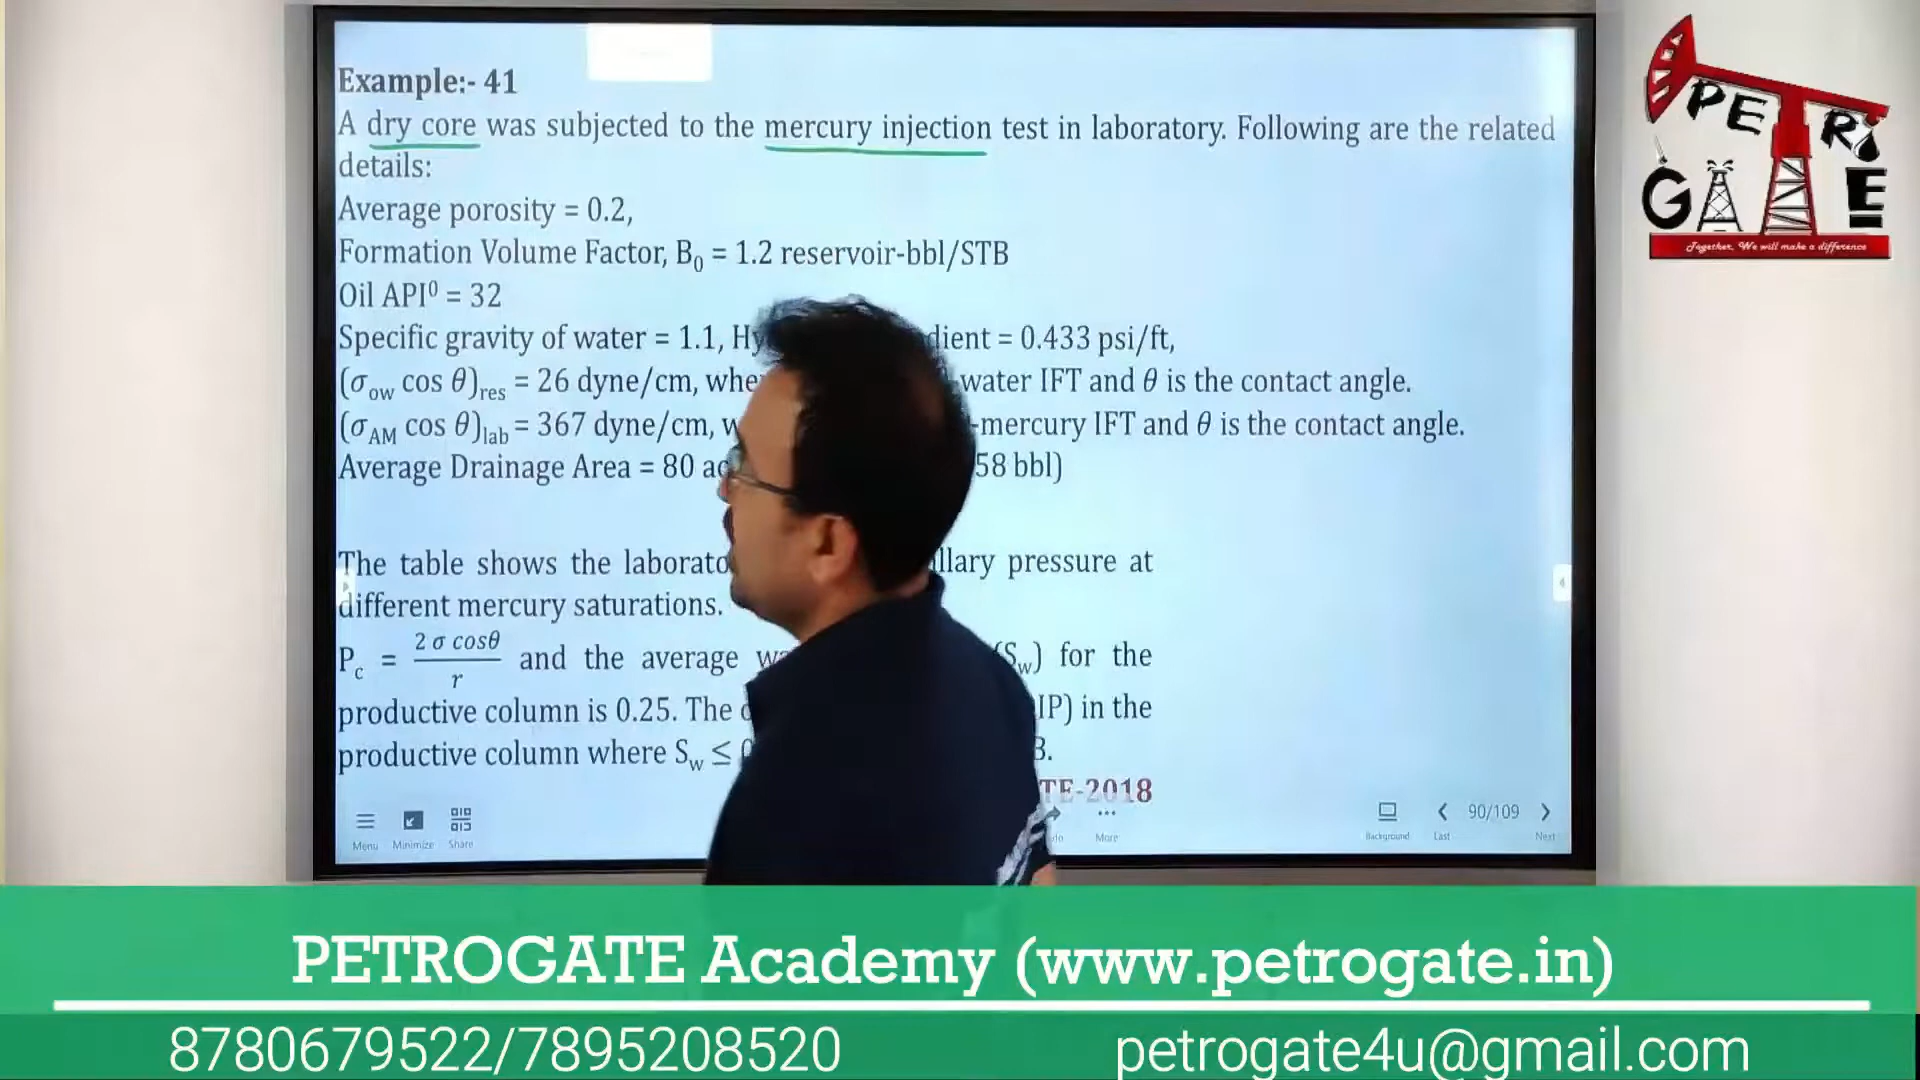 Example:- 41
A dry core was subjected to the mercury injection test in laboratory. Following are the related
details:
Average porosity = 0.2,
Formation Volume Factor, B₀ = 1.2 reservoir-bbl/STB
Oil API⁰ = 32
Specific gravity of water = 1.1, dient = 0.433 psi/ft,
(σow cos θ)res = 26 dyne/cm, water IFT and θ is the contact angle.
(σAM cos θ)lab = 367 dyne/cm, -mercury IFT and θ is the contact angle.
Average Drainage Area = 80 58 bbl)
The table shows the llary pressure at
different mercury saturations.
Pc = 2 σ cosθ / r and the average (Sw) for the
productive column is 0.25. The IP) in the
productive column where Sw ≤ B.
TE-2018
Menu Minimize Share More Background Last 90/109 Next
PETR
GATE
Together, We will make a difference
PETROGATE Academy (www.petrogate.in)
8780679522/7895208520 petrogate4u@gmail.com